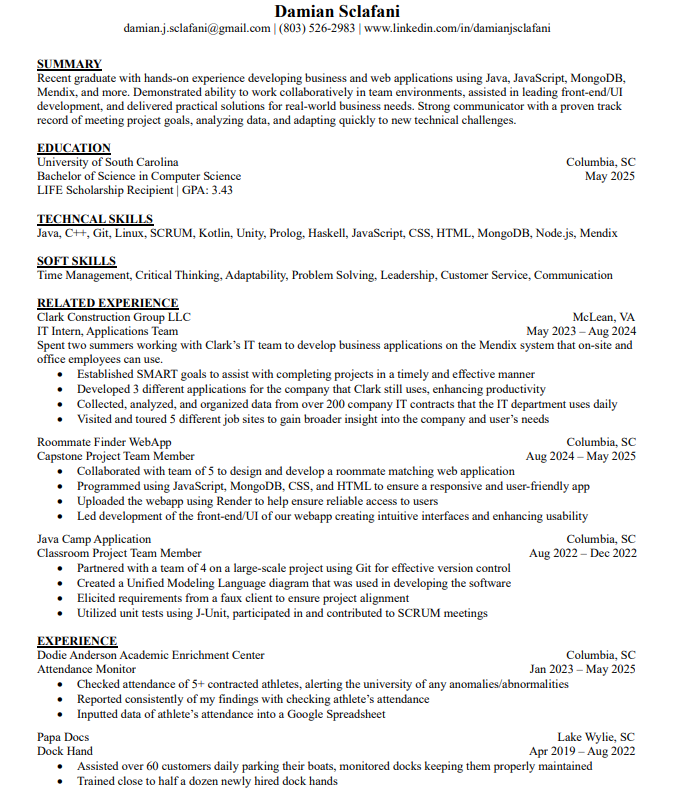 Damian Sclafani
damian.j.sclafani@gmail.com | (803) 526-2983 | www.linkedin.com/in/damianjsclafani
SUMMARY
Recent graduate with hands-on experience developing business and web applications using Java, JavaScript, MongoDB,
Mendix, and more. Demonstrated ability to work collaboratively in team environments, assisted in leading front-end/UI
development, and delivered practical solutions for real-world business needs. Strong communicator with a proven track
record of meeting project goals, analyzing data, and adapting quickly to new technical challenges.
EDUCATION
University of South Carolina Columbia, SC
Bachelor of Science in Computer Science May 2025
LIFE Scholarship Recipient | GPA: 3.43
TECHNCAL SKILLS
Java, C++, Git, Linux, SCRUM, Kotlin, Unity, Prolog, Haskell, JavaScript, CSS, HTML, MongoDB, Node.js, Mendix
SOFT SKILLS
Time Management, Critical Thinking, Adaptability, Problem Solving, Leadership, Customer Service, Communication
RELATED EXPERIENCE
Clark Construction Group LLC McLean, VA
IT Intern, Applications Team May 2023 – Aug 2024
Spent two summers working with Clark's IT team to develop business applications on the Mendix system that on-site and
office employees can use.
• Established SMART goals to assist with completing projects in a timely and effective manner
• Developed 3 different applications for the company that Clark still uses, enhancing productivity
• Collected, analyzed, and organized data from over 200 company IT contracts that the IT department uses daily
• Visited and toured 5 different job sites to gain broader insight into the company and user's needs
Roommate Finder WebApp Columbia, SC
Capstone Project Team Member Aug 2024 – May 2025
• Collaborated with team of 5 to design and develop a roommate matching web application
• Programmed using JavaScript, MongoDB, CSS, and HTML to ensure a responsive and user-friendly app
• Uploaded the webapp using Render to help ensure reliable access to users
• Led development of the front-end/UI of our webapp creating intuitive interfaces and enhancing usability
Java Camp Application Columbia, SC
Classroom Project Team Member Aug 2022 – Dec 2022
• Partnered with a team of 4 on a large-scale project using Git for effective version control
• Created a Unified Modeling Language diagram that was used in developing the software
• Elicited requirements from a faux client to ensure project alignment
• Utilized unit tests using J-Unit, participated in and contributed to SCRUM meetings
EXPERIENCE
Dodie Anderson Academic Enrichment Center Columbia, SC
Attendance Monitor Jan 2023 – May 2025
• Checked attendance of 5+ contracted athletes, alerting the university of any anomalies/abnormalities
• Reported consistently of my findings with checking athlete's attendance
• Inputted data of athlete's attendance into a Google Spreadsheet
Papa Docs Lake Wylie, SC
Dock Hand Apr 2019 – Aug 2022
• Assisted over 60 customers daily parking their boats, monitored docks keeping them properly maintained
• Trained close to half a dozen newly hired dock hands